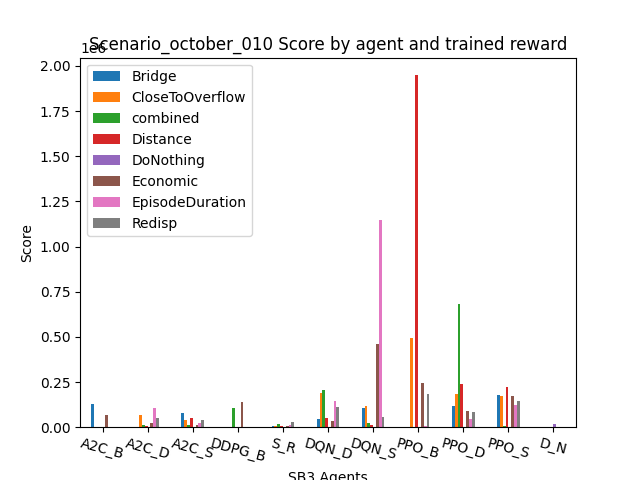 Scenario_october_010 Score by agent and trained reward
1e6
2.00
1.75
1.50
1.25
1.00
0.75
0.50
0.25
0.00
Score
Bridge
CloseToOverflow
combined
Distance
DoNothing
Economic
EpisodeDuration
Redisp
A2C_B A2C_D A2C_S DDPG_B S_R DQN_D DQN_S PPO_B PPO_D PPO_S D_N
SB3 Agents